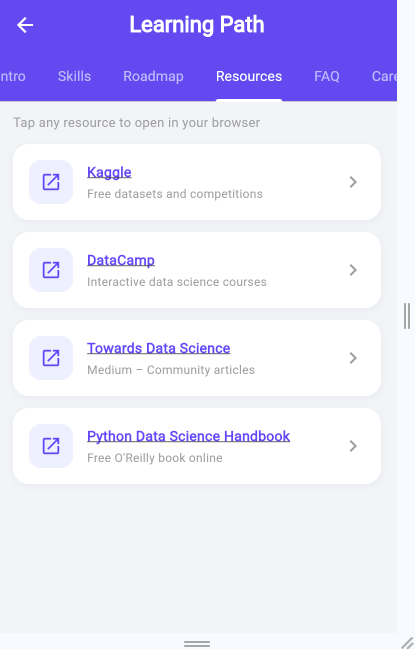 Learning Path
ntro Skills Roadmap Resources FAQ Care
Tap any resource to open in your browser
Kaggle
Free datasets and competitions
DataCamp
Interactive data science courses
Towards Data Science
Medium – Community articles
Python Data Science Handbook
Free O'Reilly book online